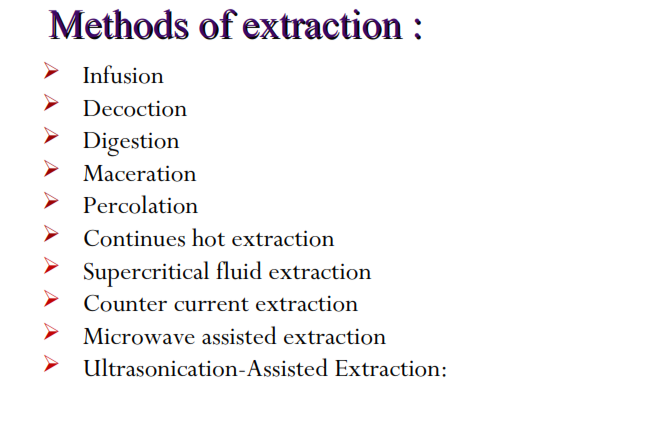 Methods of extraction :
Infusion
Decoction
Digestion
Maceration
Percolation
Continues hot extraction
Supercritical fluid extraction
Counter current extraction
Microwave assisted extraction
Ultrasonication-Assisted Extraction: